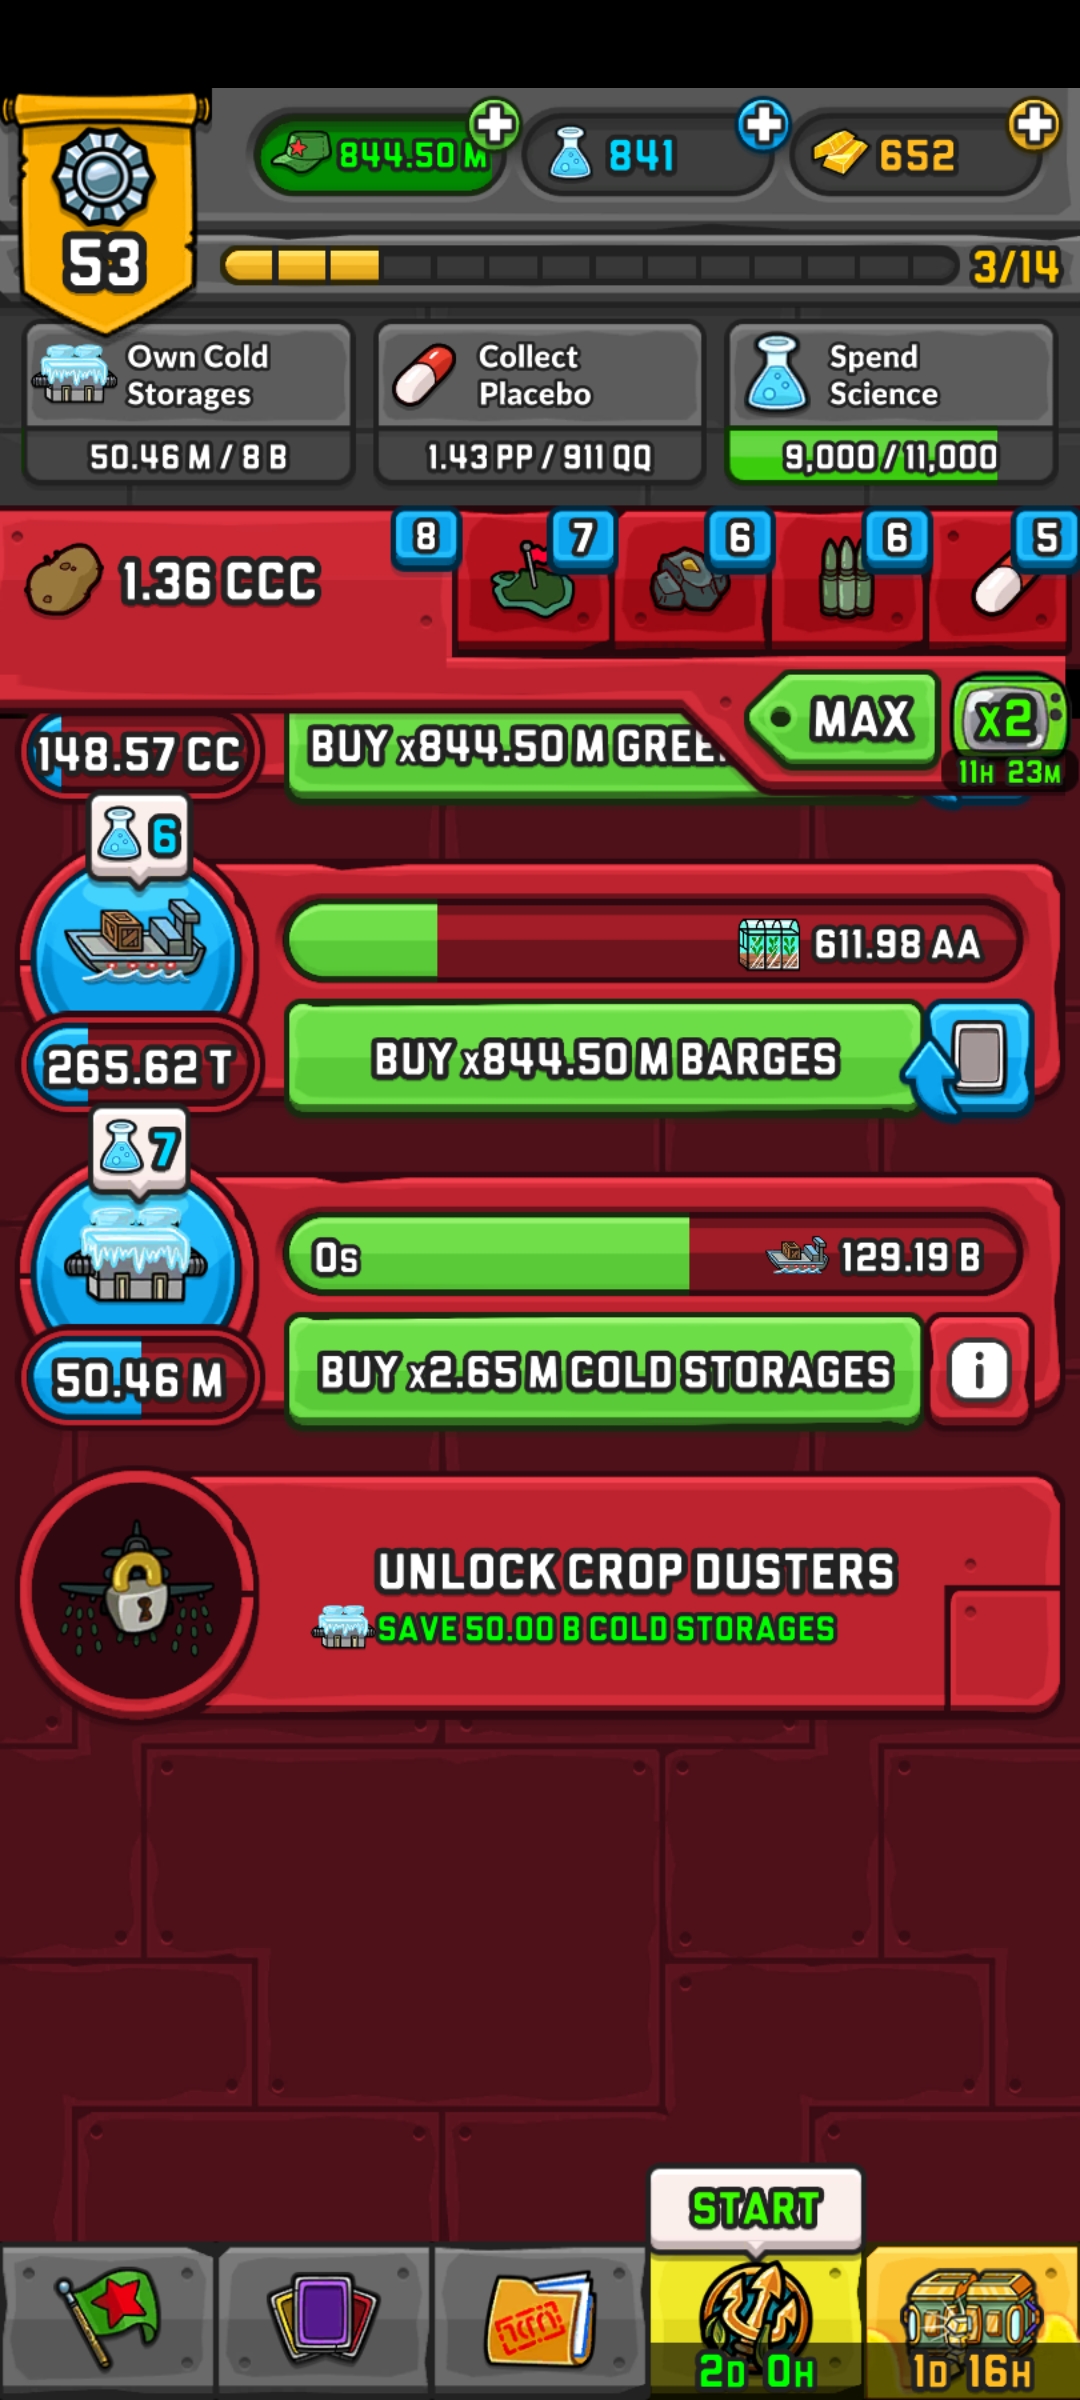 844.50 M
841
652
53
3/14
Own Cold Storages
Collect Placebo
Spend Science
50.46 M / 8 B
1.43 PP / 911 QQ
9,000 / 11,000
1.36 CCC
8
7
6
6
5
MAX
x2
11H 23M
148.57 CC
BUY x844.50 M GREE
6
611.98 AA
265.62 T
BUY x844.50 M BARGES
7
0s
129.19 B
50.46 M
BUY x2.65 M COLD STORAGES
i
UNLOCK CROP DUSTERS
SAVE 50.00 B COLD STORAGES
START
2D 0H
1D 16H